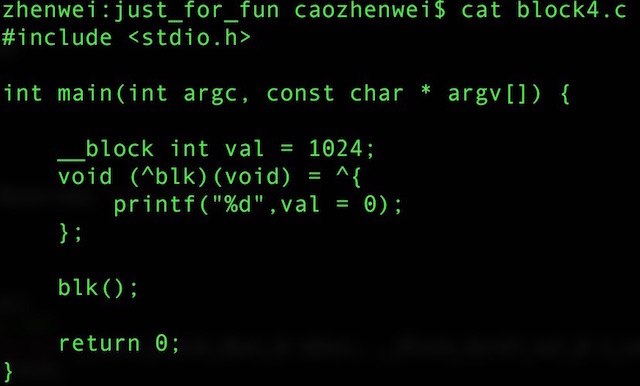 zhenwei:just_for_fun caozhenwei$ cat block4.c
#include <stdio.h>
int main(int argc, const char * argv[]) {
__block int val = 1024;
void (^blk)(void) = ^{
printf("%d",val = 0);
};
blk();
return 0;
}